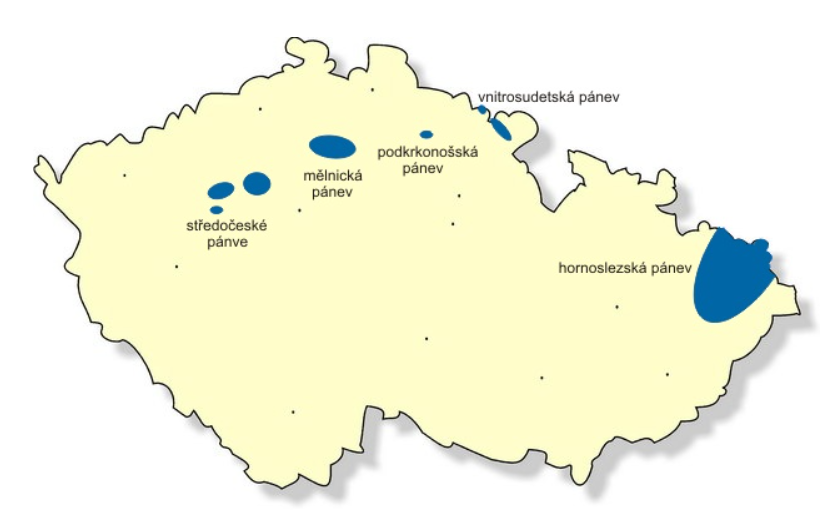 vnitrosudetská pánev
podkrkonošská
pánev
mělnická
pánev
středočeské
pánve
hornoslezská pánev